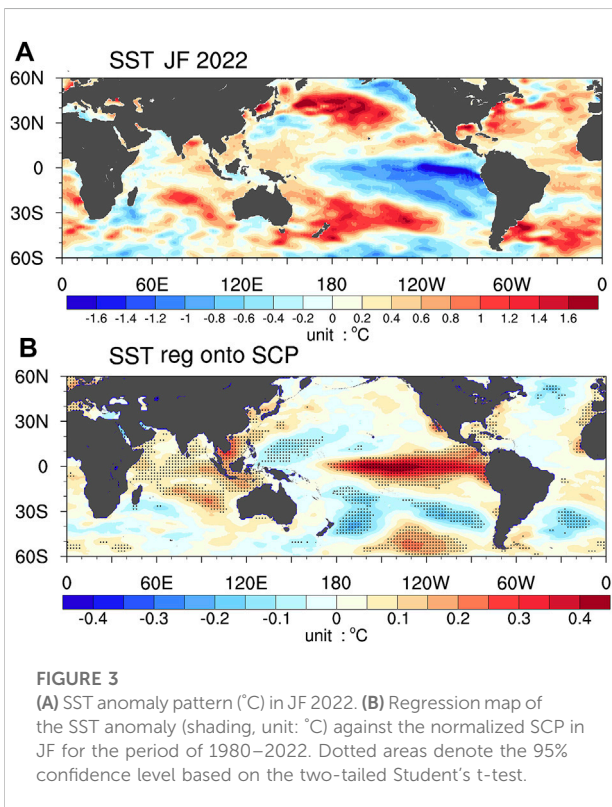 A
SST JF 2022
60N
30N
0
30S
60S
0 60E 120E 180 120W 60W 0
-1.6 -1.4 -1.2 -1 -0.8 -0.6 -0.4 -0.2 0 0.2 0.4 0.6 0.8 1 1.2 1.4 1.6
unit : °C
B
SST reg onto SCP
60N
30N
0
30S
60S
0 60E 120E 180 120W 60W 0
-0.4 -0.3 -0.2 -0.1 0 0.1 0.2 0.3 0.4
unit : °C
FIGURE 3
(A) SST anomaly pattern (°C) in JF 2022. (B) Regression map of
the SST anomaly (shading, unit: °C) against the normalized SCP in
JF for the period of 1980–2022. Dotted areas denote the 95%
confidence level based on the two-tailed Student's t-test.